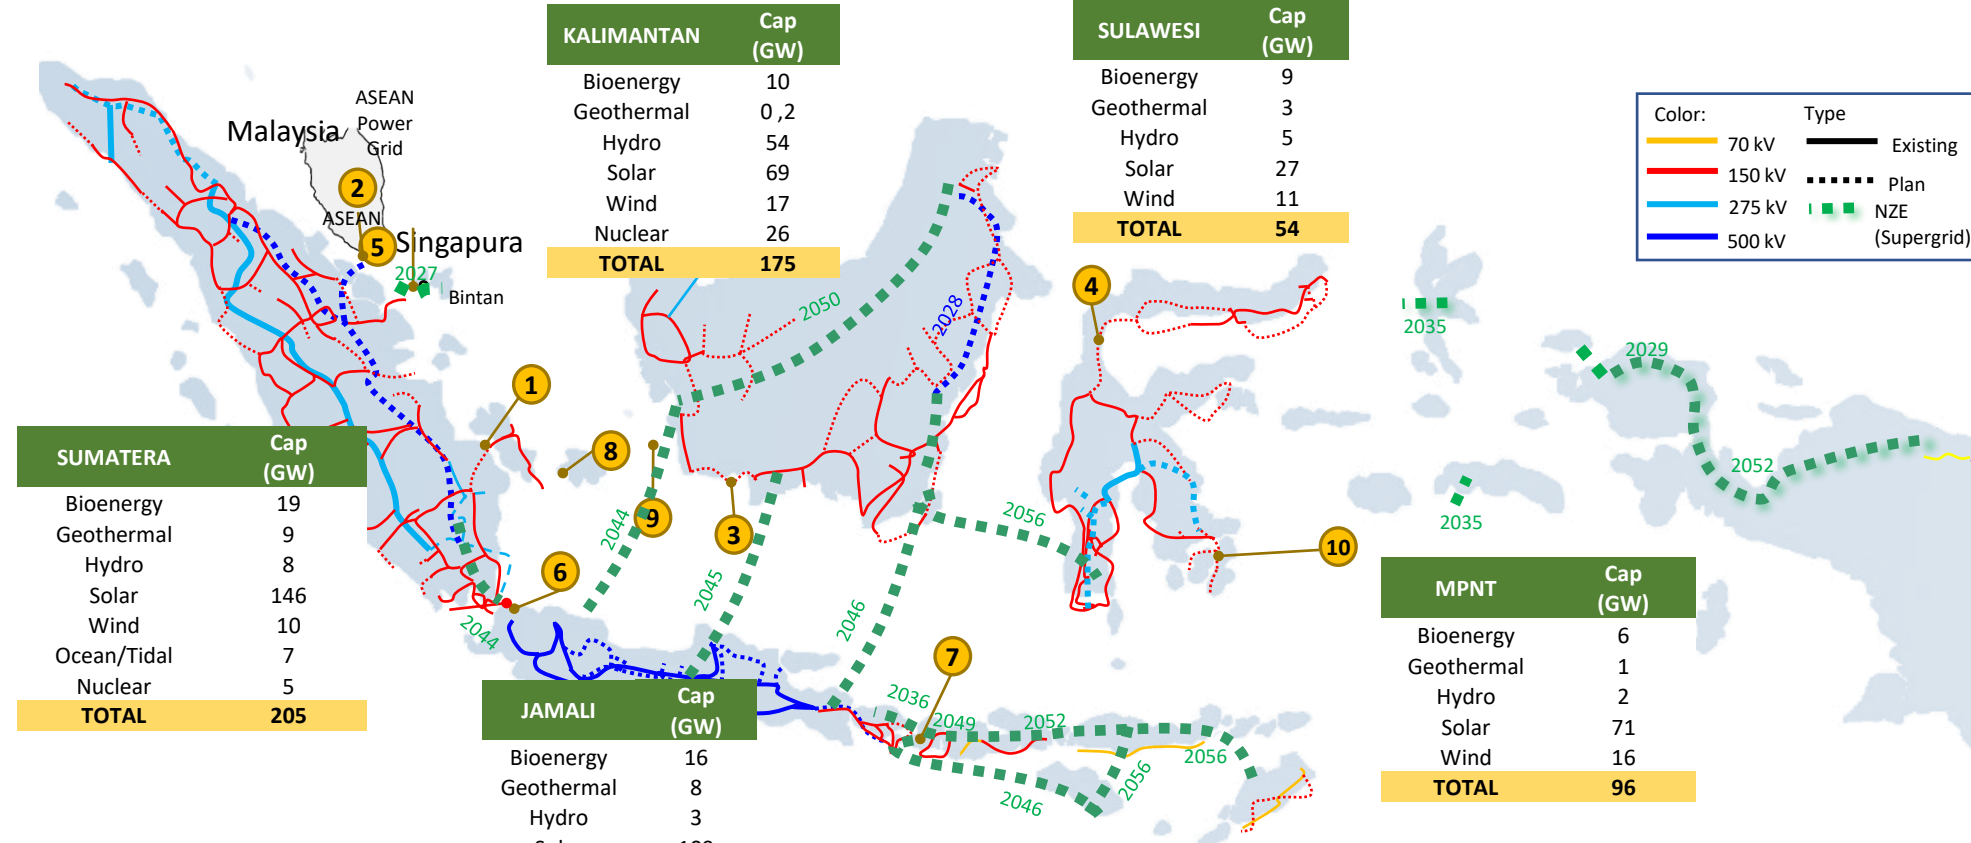 KALIMANTAN Cap (GW)
Bioenergy 10
Geothermal 0 ,2
Hydro 54
Solar 69
Wind 17
Nuclear 26
TOTAL 175
SULAWESI Cap (GW)
Bioenergy 9
Geothermal 3
Hydro 5
Solar 27
Wind 11
TOTAL 54
Color: Type
70 kV Existing
150 kV Plan
275 kV NZE
500 kV (Supergrid)
ASEAN
Power
Grid
Malaysia
2
ASEAN
5
Singapura
2027
Bintan
2050
2028
4
2035
2029
1
8
9
3
2044
2045
2046
2056
10
2052
2035
6
2044
7
2036
2049
2052
2056
2056
2046
SUMATERA Cap (GW)
Bioenergy 19
Geothermal 9
Hydro 8
Solar 146
Wind 10
Ocean/Tidal 7
Nuclear 5
TOTAL 205
JAMALI Cap (GW)
Bioenergy 16
Geothermal 8
Hydro 3
MPNT Cap (GW)
Bioenergy 6
Geothermal 1
Hydro 2
Solar 71
Wind 16
TOTAL 96